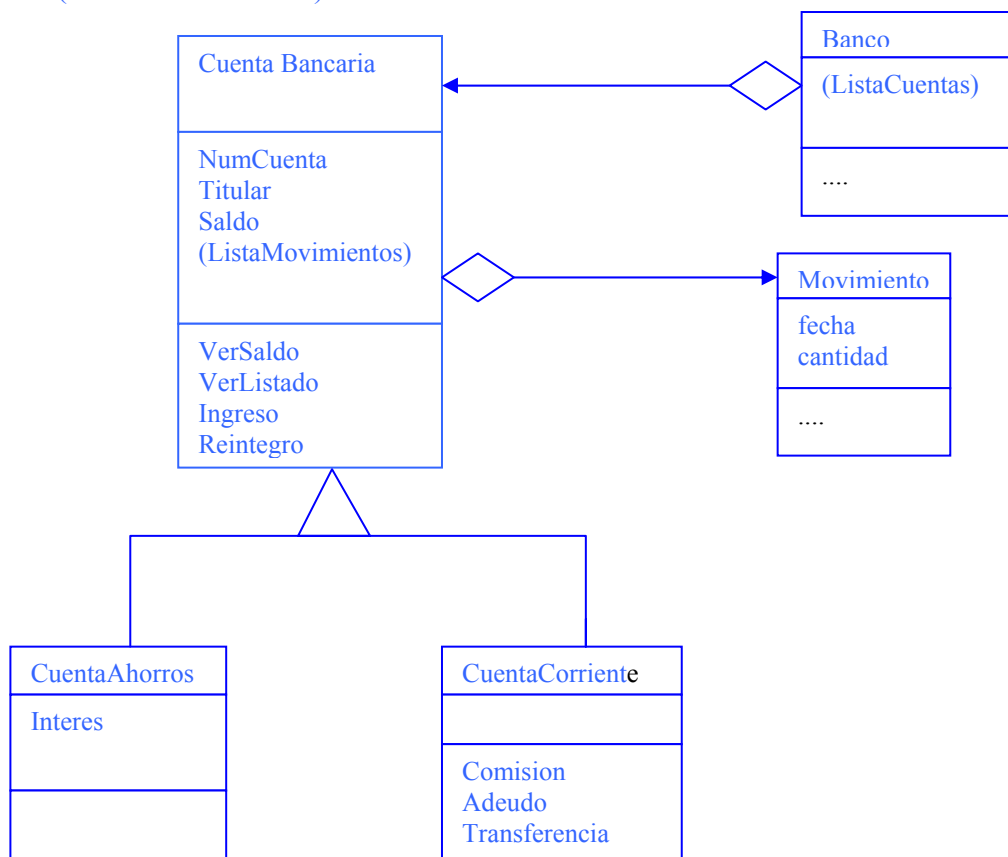 Cuenta Bancaria
NumCuenta
Titular
Saldo
(ListaMovimientos)
VerSaldo
VerListado
Ingreso
Reintegro
Banco
(ListaCuentas)
....
Movimiento
fecha
cantidad
....
CuentaAhorros
Interes
CuentaCorriente
Comision
Adeudo
Transferencia